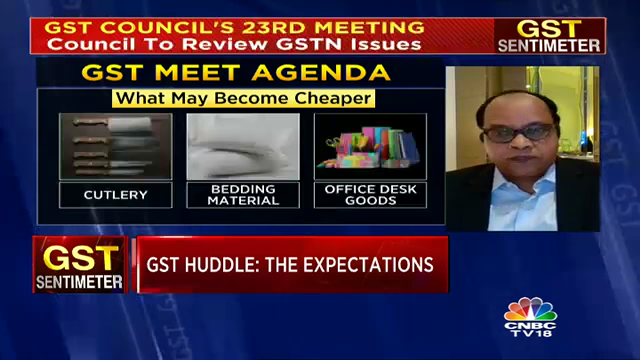 GST COUNCIL'S 23RD MEETING
Council To Review GSTN Issues
GST
SENTIMETER
GST MEET AGENDA
What May Become Cheaper
CUTLERY
BEDDING
MATERIAL
OFFICE DESK
GOODS
GST
SENTIMETER
GST HUDDLE: THE EXPECTATIONS
CNBC
TV18